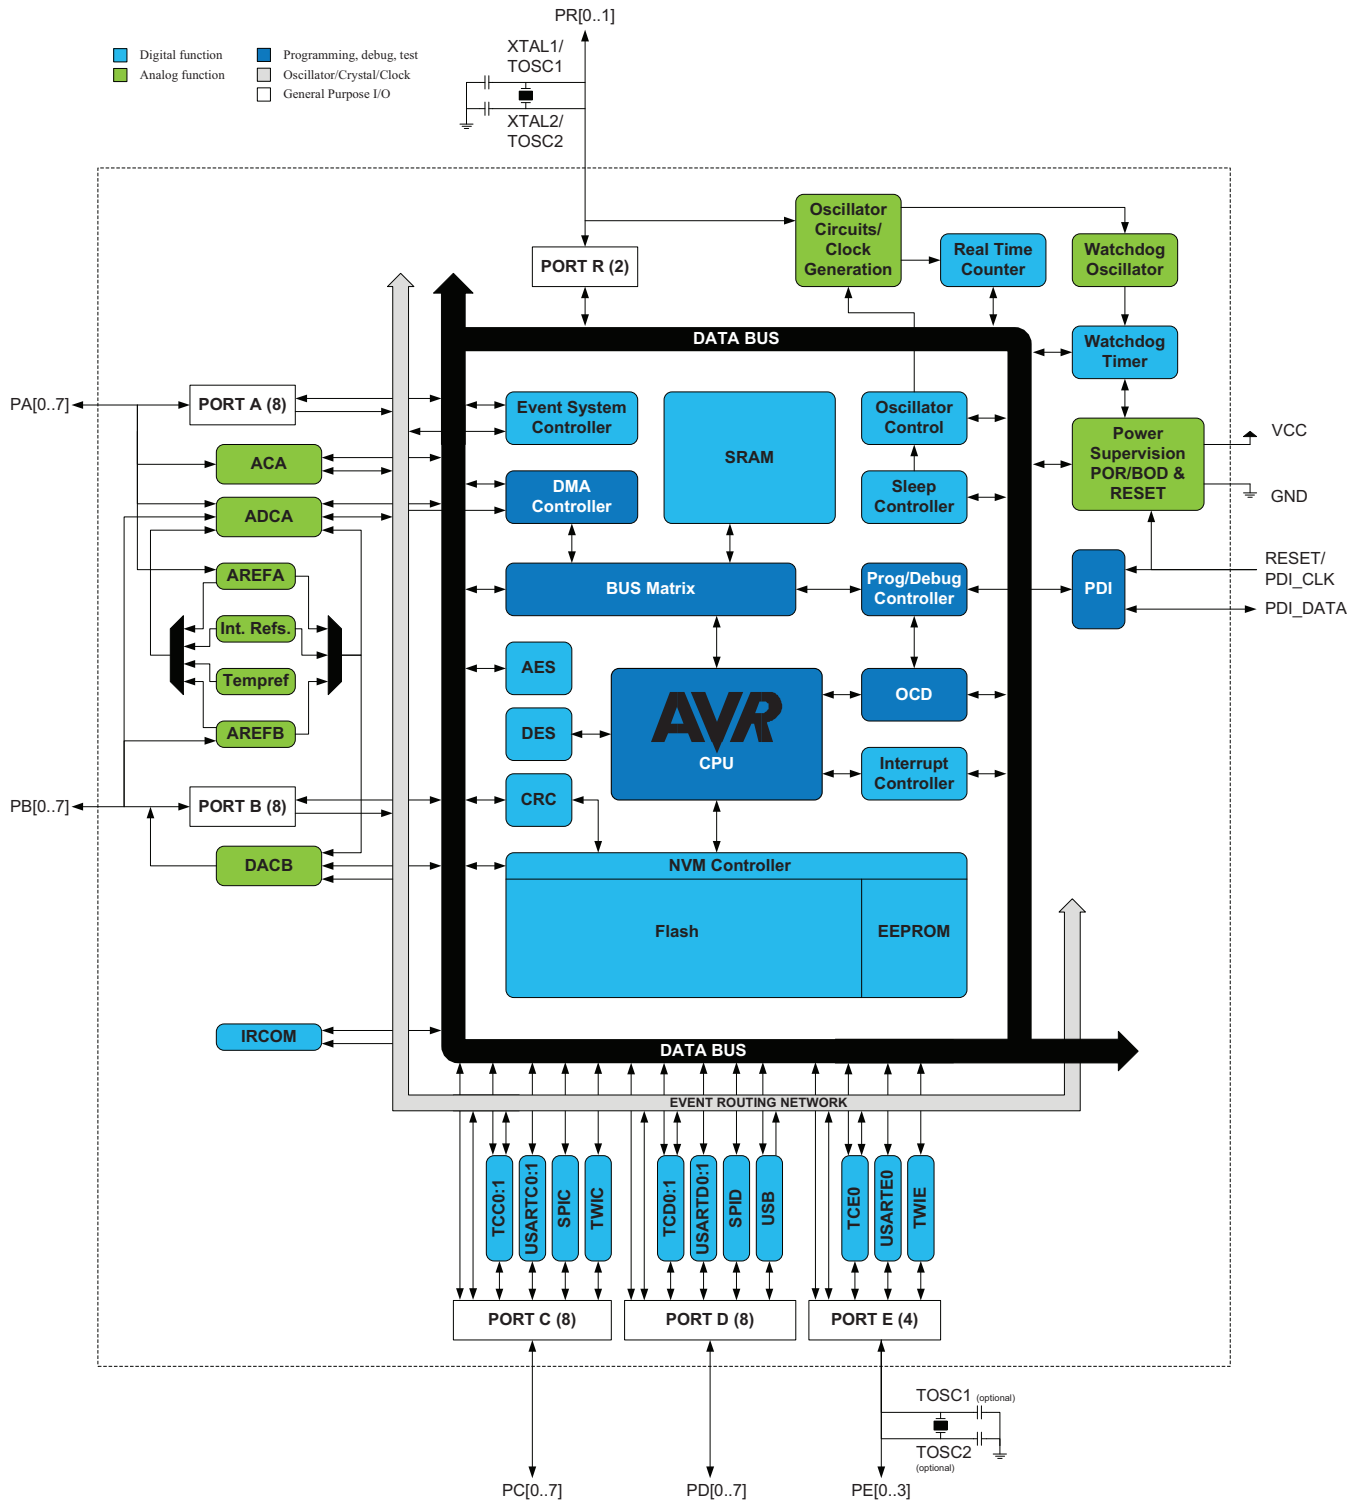 PR[0..1]
Digital function
Analog function
Programming, debug, test
Oscillator/Crystal/Clock
General Purpose I/O
XTAL1/
TOSC1
XTAL2/
TOSC2
Oscillator
Circuits/
Clock
Generation
Real Time
Counter
Watchdog
Oscillator
PORT R (2)
DATA BUS
Watchdog
Timer
PA[0..7]
PORT A (8)
Event System
Controller
SRAM
Oscillator
Control
Power
Supervision
POR/BOD &
RESET
VCC
GND
ACA
DMA
Controller
Sleep
Controller
ADCA
RESET/
PDI_CLK
PDI_DATA
AREFA
BUS Matrix
Prog/Debug
Controller
PDI
Int. Refs.
Tempref
AREFB
AES
DES
CRC
AVR
CPU
OCD
Interrupt
Controller
PB[0..7]
PORT B (8)
DACB
NVM Controller
Flash
EEPROM
IRCOM
DATA BUS
EVENT ROUTING NETWORK
TCC0:1
USARTC0:1
SPIC
TWIC
TCD0:1
USARTD0:1
SPID
USB
TCE0
USARTE0
TWIE
PORT C (8)
PORT D (8)
PORT E (4)
TOSC1 (optional)
TOSC2
(optional)
PC[0..7]
PD[0..7]
PE[0..3]